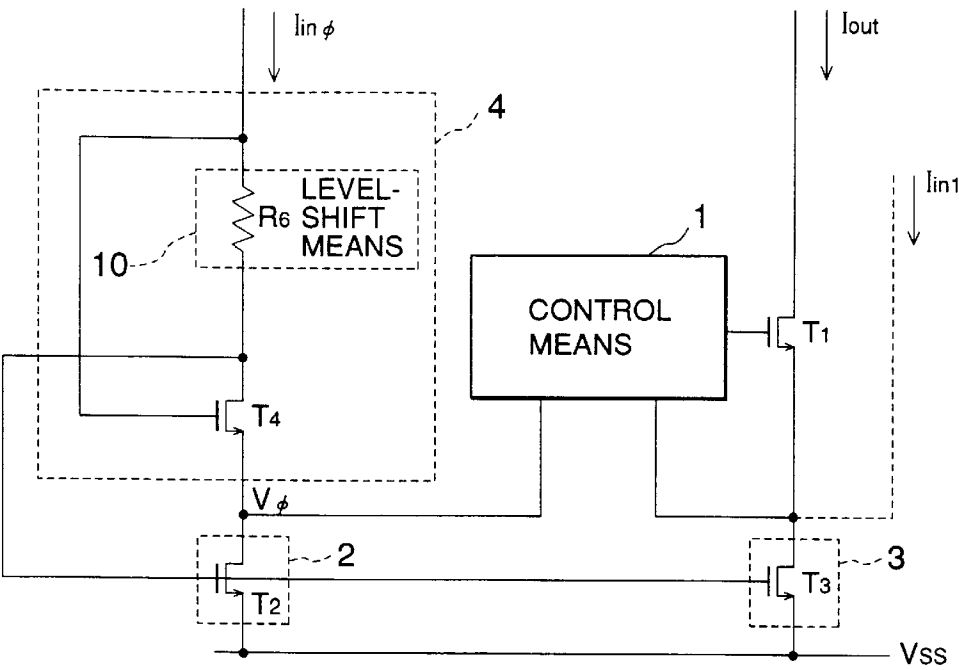 Iin ϕ
Iout
4
Iin1
LEVEL-
R6 SHIFT
MEANS
10
1
CONTROL
MEANS
T1
T4
Vϕ
2
3
T2
T3
VSS